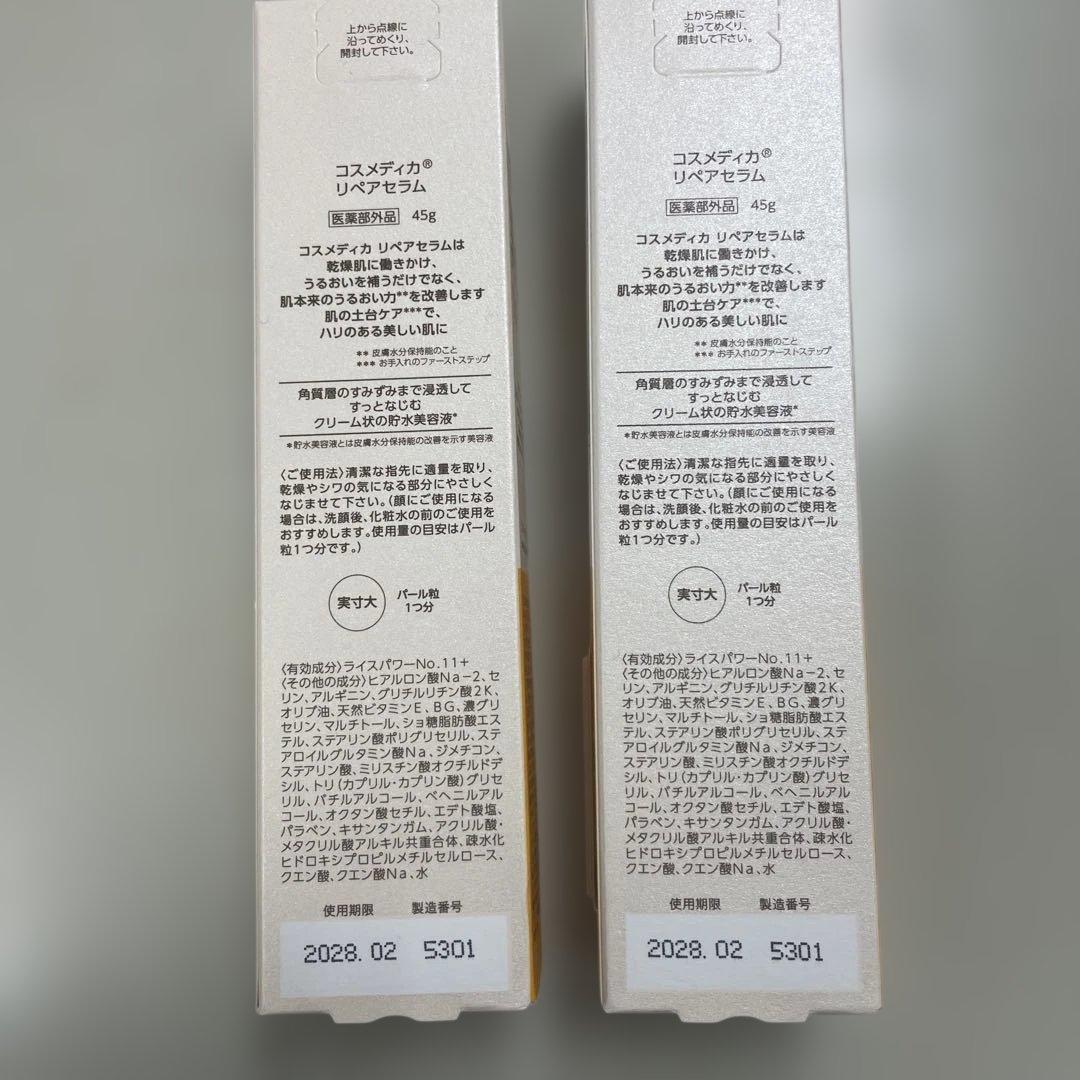 上から点線に
沿ってめくり、
開封して下さい。
コスメディカ®
リペアセラム
医薬部外品 45g
コスメディカ リペアセラムは
乾燥肌に働きかけ、
うるおいを補うだけでなく、
肌本来のうるおい力**を改善します
肌の土台ケア***で、
ハリのある美しい肌に
** 皮膚水分保持能のこと
*** お手入れのファーストステップ
角質層のすみずみまで浸透して
すっとなじむ
クリーム状の貯水美容液*
*貯水美容液とは皮膚水分保持能の改善を示す美容液
〈ご使用法〉清潔な指先に適量を取り、
乾燥やシワの気になる部分にやさしく
なじませて下さい。(顔にご使用になる
場合は、洗顔後、化粧水の前のご使用を
おすすめします。使用量の目安はパール
粒1つ分です。)
実寸大
パール粒
1つ分
〈有効成分〉ライスパワーNo.11+
〈その他の成分〉ヒアルロン酸Na-2、セ
リン、アルギニン、グリチルリチン酸2K、
オリブ油、天然ビタミンE、BG、濃グリ
セリン、マルチトール、ショ糖脂肪酸エス
テル、ステアリン酸ポリグリセリル、ステ
アロイルグルタミン酸Na、ジメチコン、
ステアリン酸、ミリスチン酸オクチルドデ
シル、トリ(カプリル・カプリン酸)グリセ
リル、バチルアルコール、ベヘニルアル
コール、オクタン酸セチル、エデト酸塩、
パラベン、キサンタンガム、アクリル酸・
メタクリル酸アルキル共重合体、疎水化
ヒドロキシプロピルメチルセルロース、
クエン酸、クエン酸Na、水
使用期限 製造番号
2028.02 5301
上から点線に
沿ってめくり、
開封して下さい。
コスメディカ®
リペアセラム
医薬部外品 45g
コスメディカ リペアセラムは
乾燥肌に働きかけ、
うるおいを補うだけでなく、
肌本来のうるおい力**を改善します
肌の土台ケア***で、
ハリのある美しい肌に
** 皮膚水分保持能のこと
*** お手入れのファーストステップ
角質層のすみずみまで浸透して
すっとなじむ
クリーム状の貯水美容液*
*貯水美容液とは皮膚水分保持能の改善を示す美容液
〈ご使用法〉清潔な指先に適量を取り、
乾燥やシワの気になる部分にやさしく
なじませて下さい。(顔にご使用になる
場合は、洗顔後、化粧水の前のご使用を
おすすめします。使用量の目安はパール
粒1つ分です。)
実寸大
パール粒
1つ分
〈有効成分〉ライスパワーNo.11+
〈その他の成分〉ヒアルロン酸Na-2、セ
リン、アルギニン、グリチルリチン酸2K、
オリブ油、天然ビタミンE、BG、濃グリ
セリン、マルチトール、ショ糖脂肪酸エス
テル、ステアリン酸ポリグリセリル、ステ
アロイルグルタミン酸Na、ジメチコン、
ステアリン酸、ミリスチン酸オクチルドデ
シル、トリ(カプリル・カプリン酸)グリセ
リル、バチルアルコール、ベヘニルアル
コール、オクタン酸セチル、エデト酸塩、
パラベン、キサンタンガム、アクリル酸・
メタクリル酸アルキル共重合体、疎水化
ヒドロキシプロピルメチルセルロース、
クエン酸、クエン酸Na、水
使用期限 製造番号
2028.02 5301